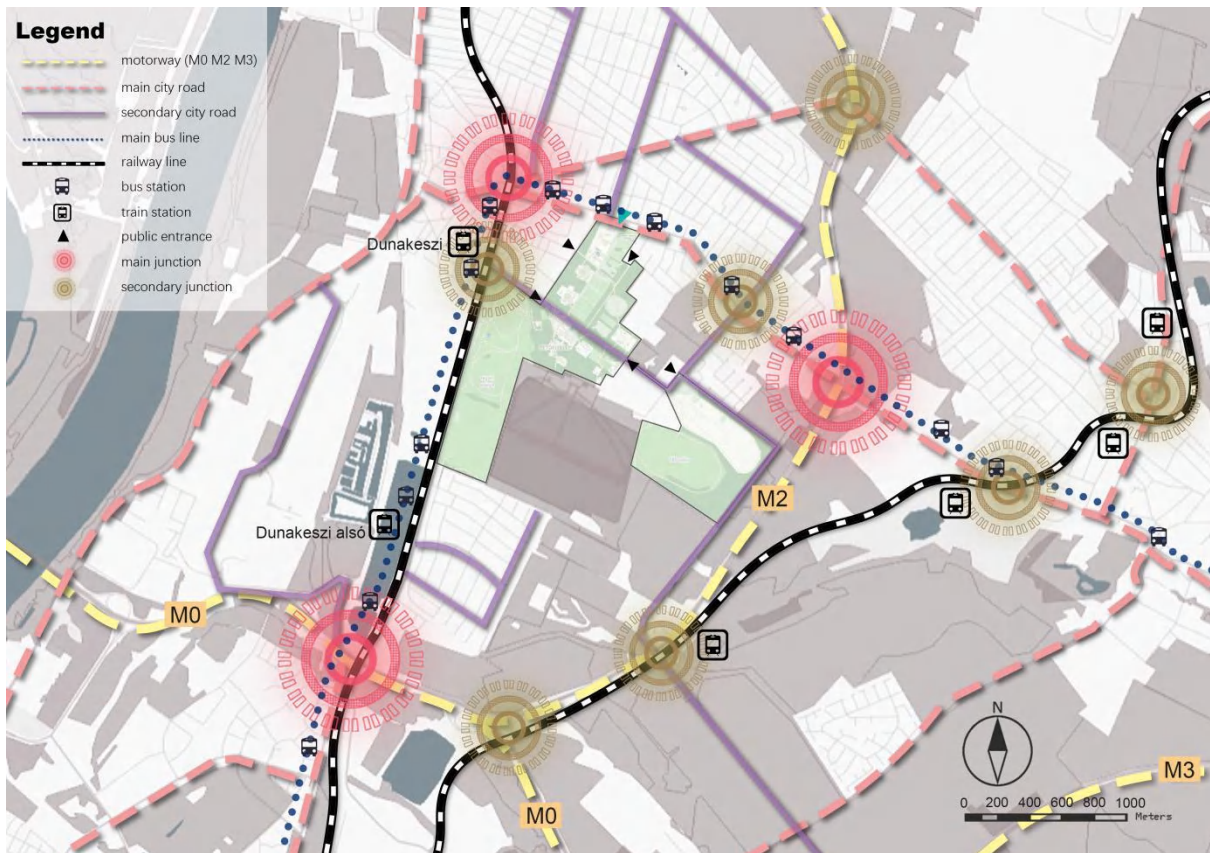 Legend
motorway (M0 M2 M3)
main city road
secondary city road
main bus line
railway line
bus station
train station
public entrance
main junction
secondary junction
Dunakeszi
Dunakeszi alsó
M2
M0
M0
M3
N
0 200 400 600 800 1000
Meters